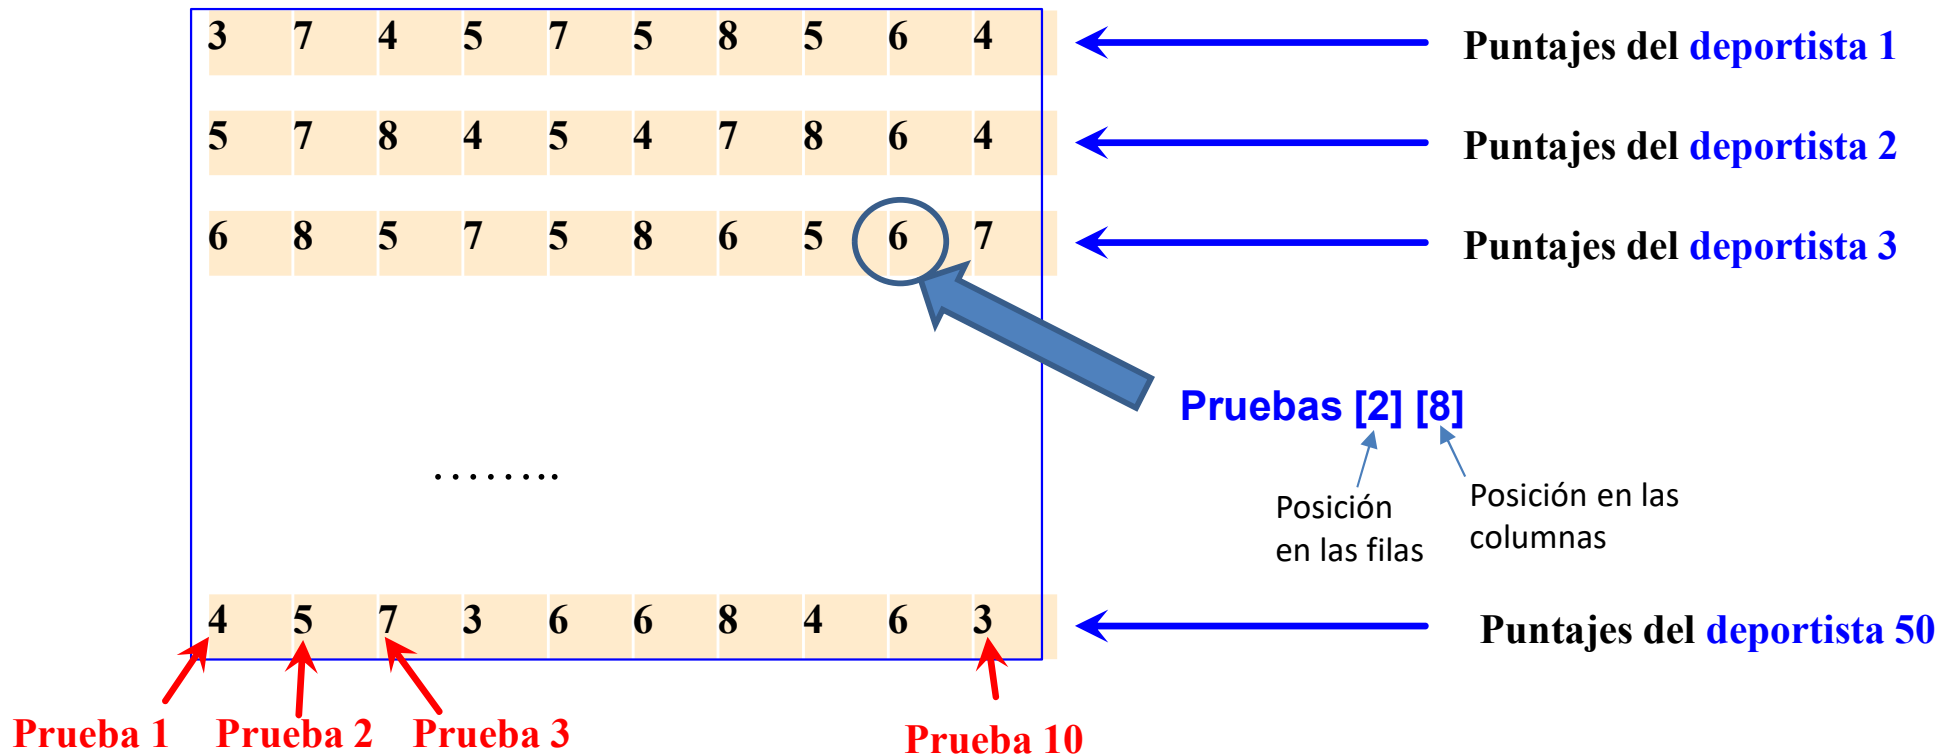 3 7 4 5 7 5 8 5 6 4
Puntajes del deportista 1
5 7 8 4 5 4 7 8 6 4
Puntajes del deportista 2
6 8 5 7 5 8 6 5 6 7
Puntajes del deportista 3
Pruebas [2] [8]
Posición
en las filas
Posición en las
columnas
........
4 5 7 3 6 6 8 4 6 3
Puntajes del deportista 50
Prueba 1 Prueba 2 Prueba 3 Prueba 10